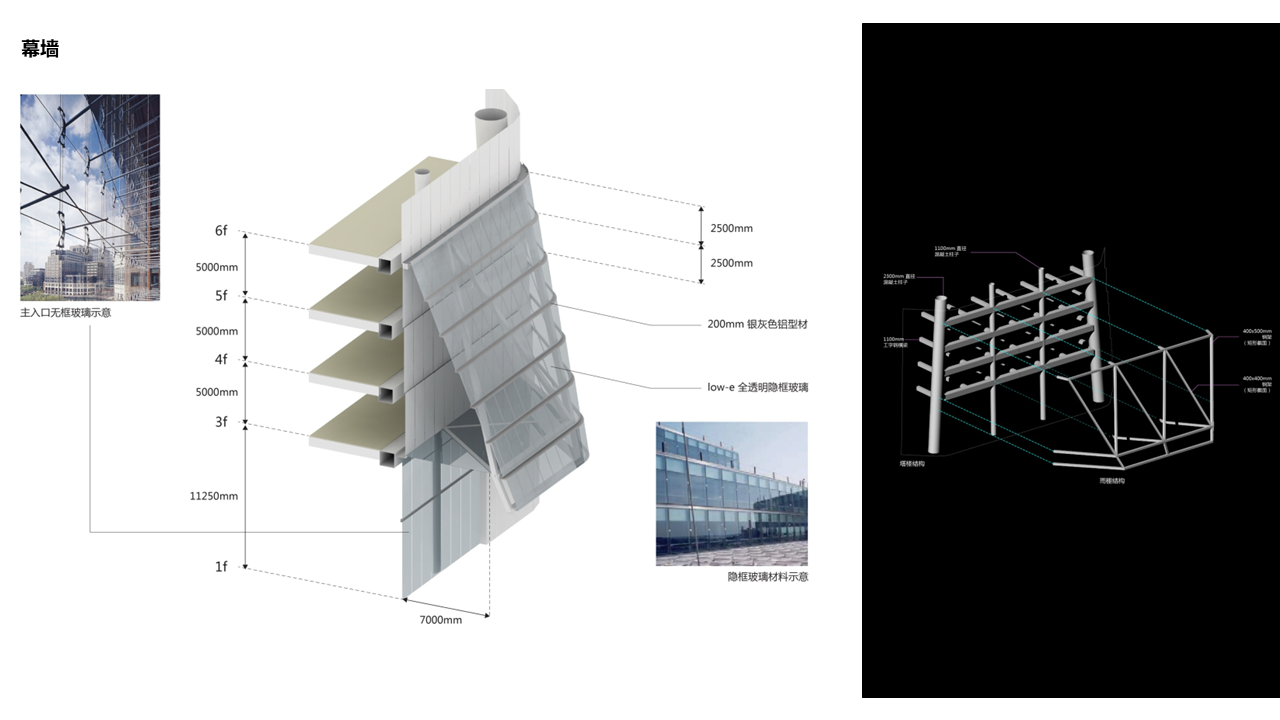 幕墙
主入口无框玻璃示意
6f
5000mm
5f
5000mm
4f
5000mm
3f
11250mm
1f
7000mm
2500mm
2500mm
200mm 银灰色铝型材
low-e 全透明隐框玻璃
隐框玻璃材料示意
1100mm 直径
混凝土柱子
2300mm 直径
混凝土柱子
1100mm
工字钢横梁
塔楼结构
雨棚结构
400x500mm
钢架
（矩形截面）
400x400mm
钢架
（矩形截面）